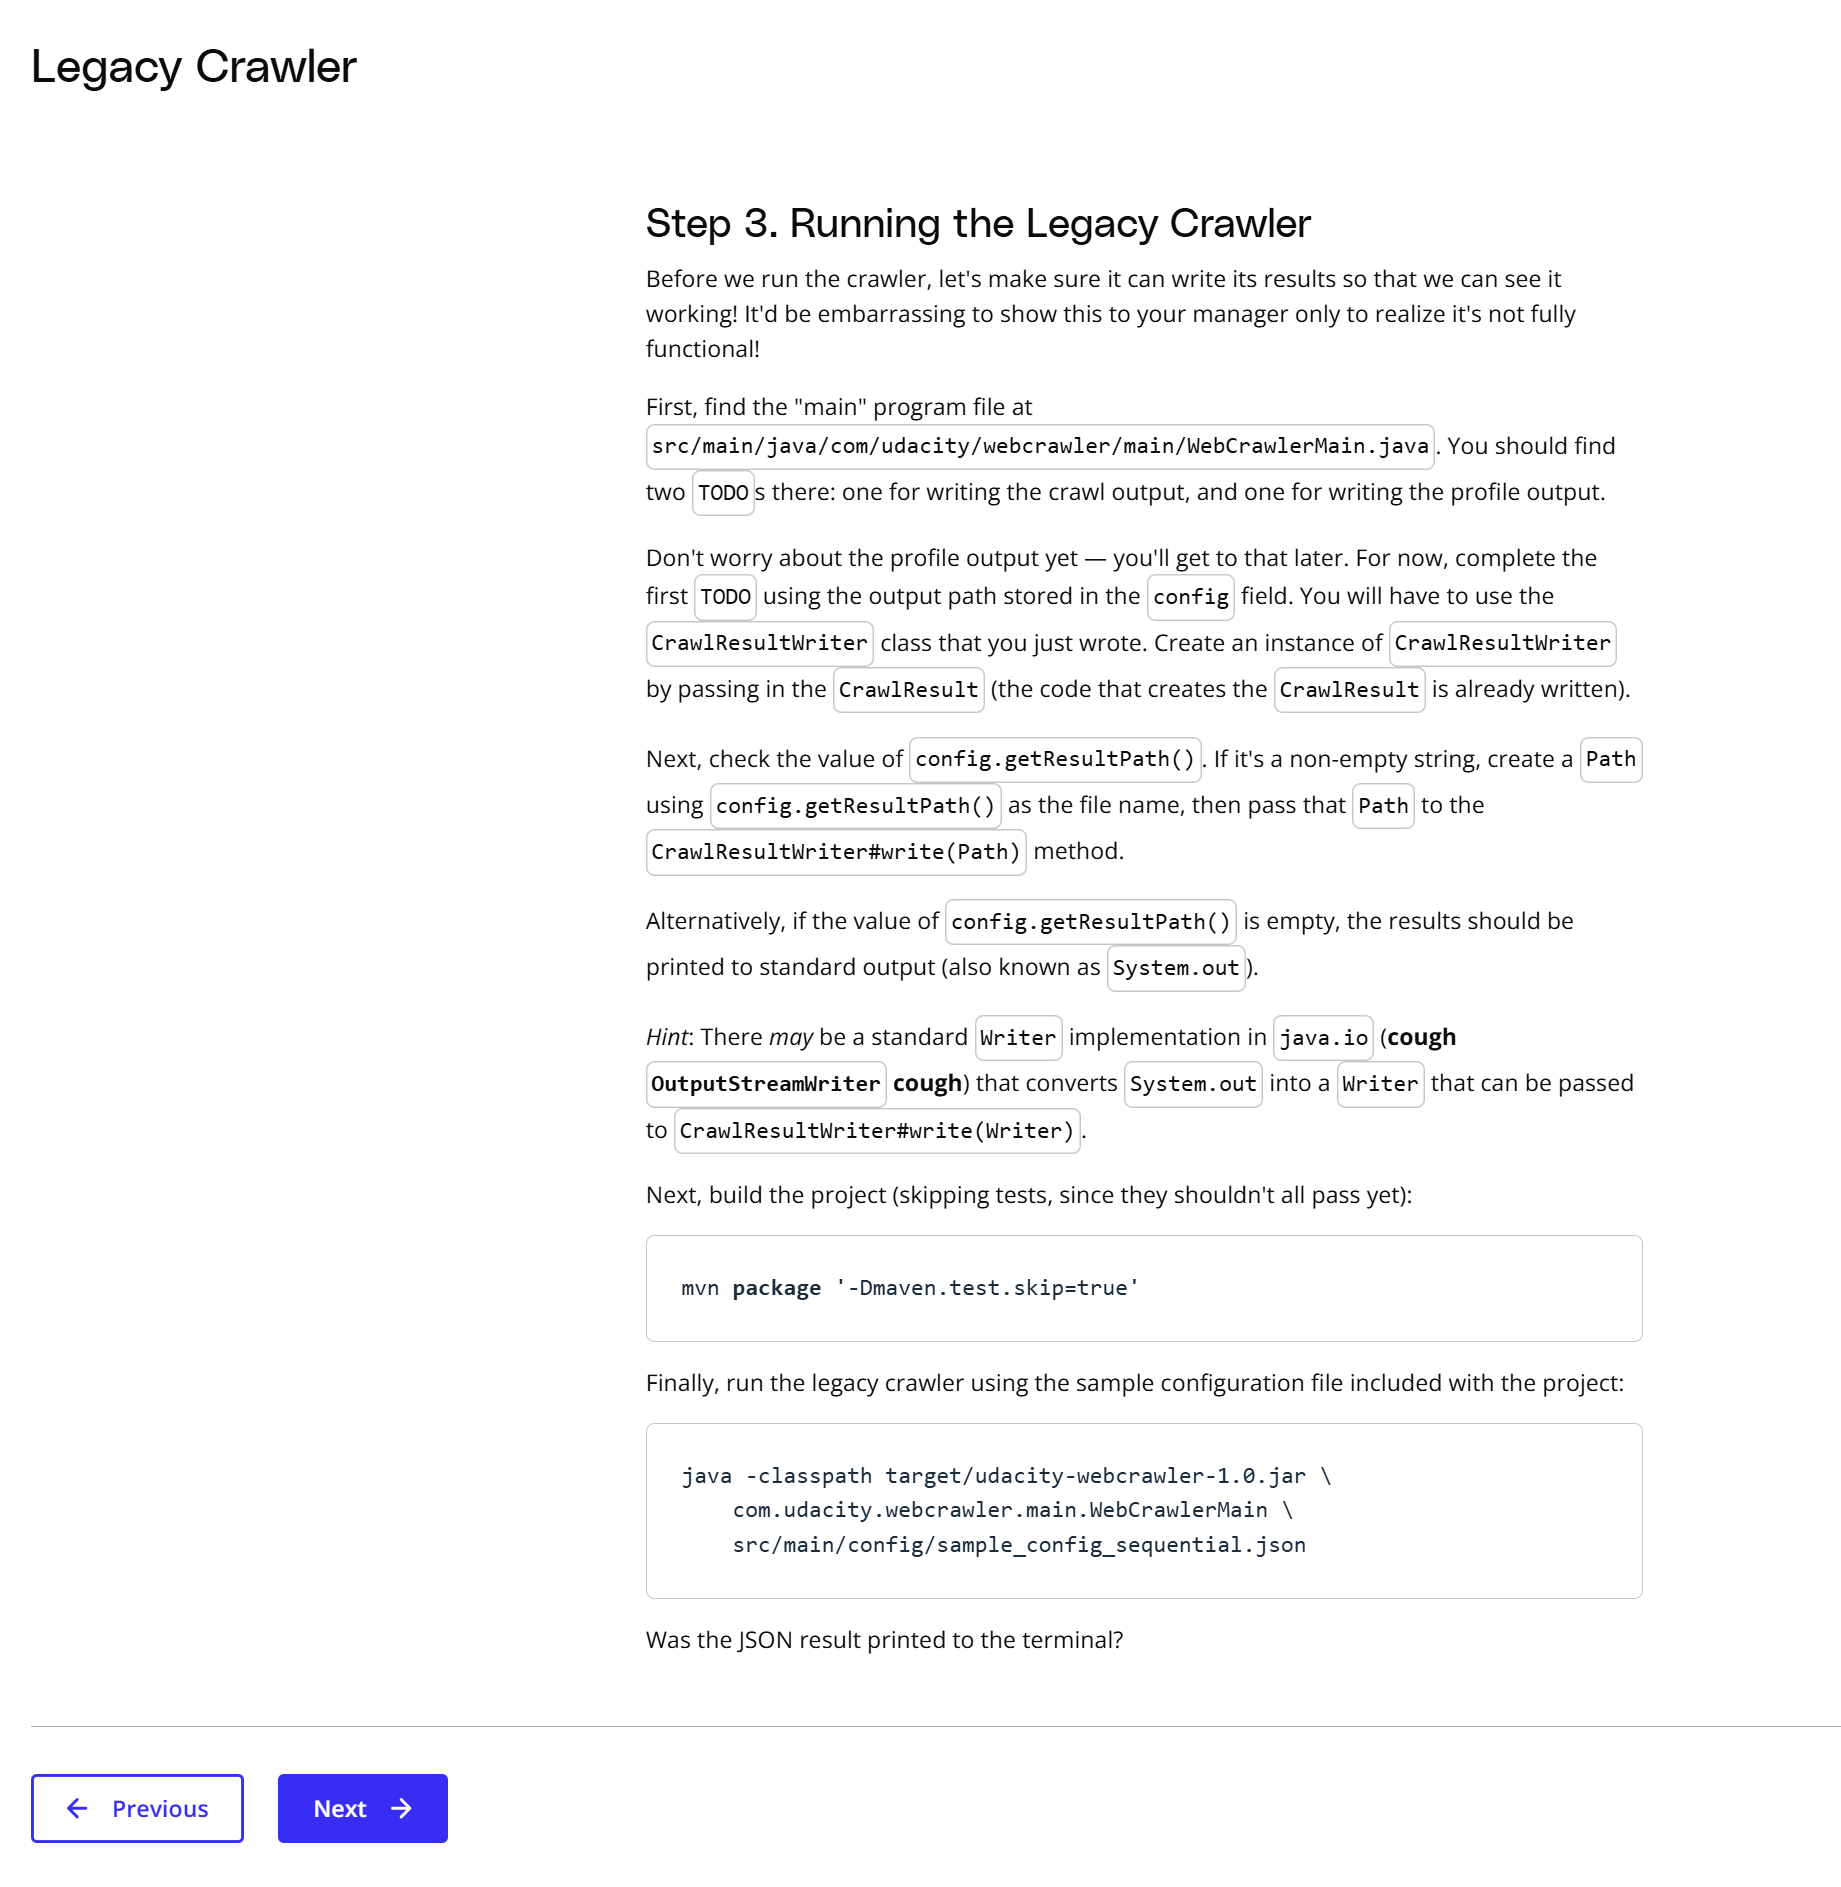 Legacy Crawler
Step 3. Running the Legacy Crawler
Before we run the crawler, let's make sure it can write its results so that we can see it
working! It'd be embarrassing to show this to your manager only to realize it's not fully
functional!
First, find the "main" program file at
src/main/java/com/udacity/webcrawler/main/WebCrawlerMain.java. You should find
two TODOs there: one for writing the crawl output, and one for writing the profile output.
Don't worry about the profile output yet — you'll get to that later. For now, complete the
first TODO using the output path stored in the config field. You will have to use the
CrawlResultWriter class that you just wrote. Create an instance of CrawlResultWriter
by passing in the CrawlResult (the code that creates the CrawlResult is already written).
Next, check the value of config.getResultPath(). If it's a non-empty string, create a Path
using config.getResultPath() as the file name, then pass that Path to the
CrawlResultWriter#write(Path) method.
Alternatively, if the value of config.getResultPath() is empty, the results should be
printed to standard output (also known as System.out).
Hint: There may be a standard Writer implementation in java.io (cough
OutputStreamWriter cough) that converts System.out into a Writer that can be passed
to CrawlResultWriter#write(Writer).
Next, build the project (skipping tests, since they shouldn't all pass yet):
mvn package '-Dmaven.test.skip=true'
Finally, run the legacy crawler using the sample configuration file included with the project:
java -classpath target/udacity-webcrawler-1.0.jar \
com.udacity.webcrawler.main.WebCrawlerMain \
src/main/config/sample_config_sequential.json
Was the JSON result printed to the terminal?
← Previous
Next →